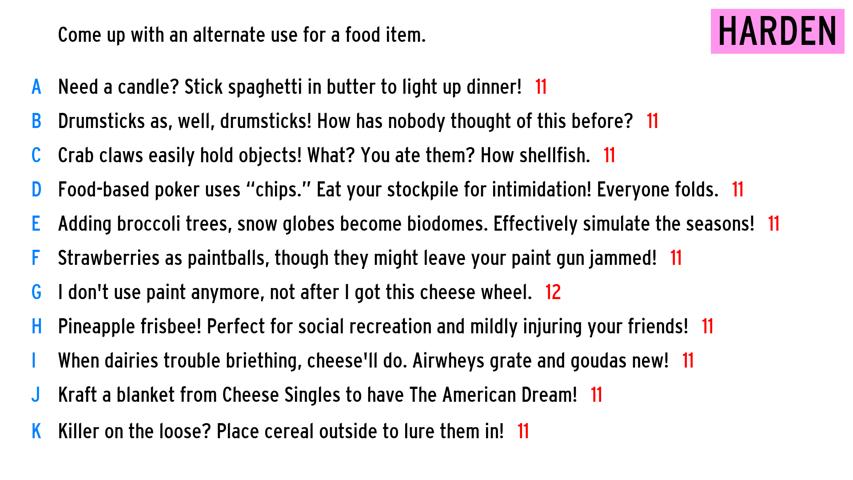 Come up with an alternate use for a food item.
HARDEN
A Need a candle? Stick spaghetti in butter to light up dinner! 11
B Drumsticks as, well, drumsticks! How has nobody thought of this before? 11
C Crab claws easily hold objects! What? You ate them? How shellfish. 11
D Food-based poker uses “chips.” Eat your stockpile for intimidation! Everyone folds. 11
E Adding broccoli trees, snow globes become biodomes. Effectively simulate the seasons! 11
F Strawberries as paintballs, though they might leave your paint gun jammed! 11
G I don't use paint anymore, not after I got this cheese wheel. 12
H Pineapple frisbee! Perfect for social recreation and mildly injuring your friends! 11
I When dairies trouble briething, cheese'll do. Airwheys grate and goudas new! 11
J Kraft a blanket from Cheese Singles to have The American Dream! 11
K Killer on the loose? Place cereal outside to lure them in! 11